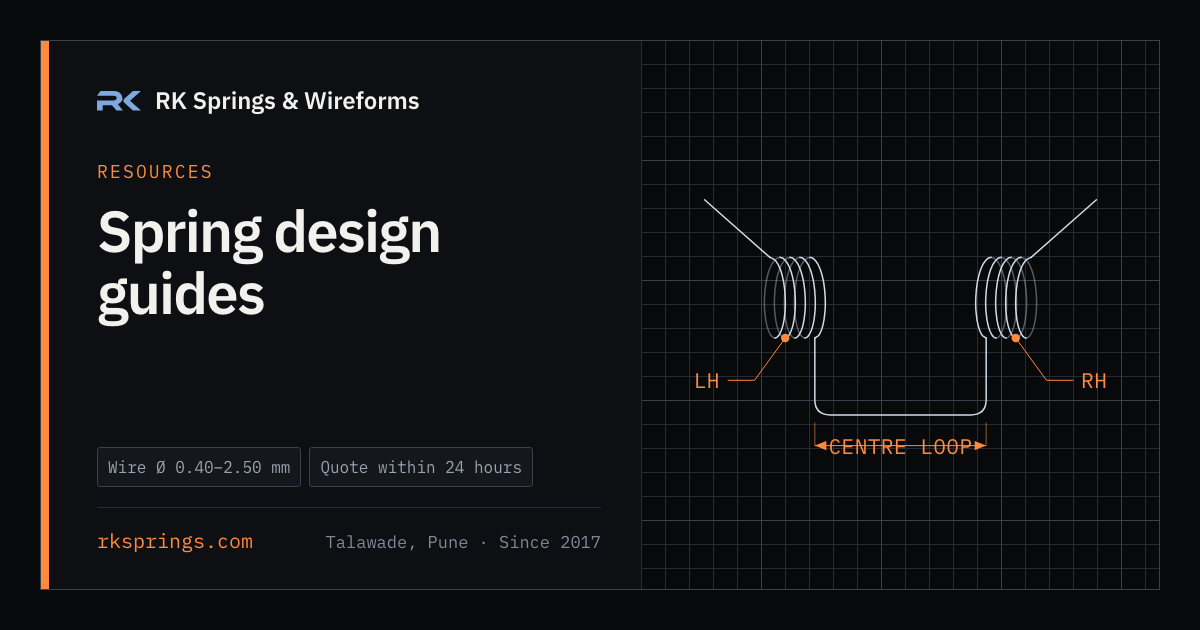 RK RK Springs & Wireforms
RESOURCES
Spring design
guides
Wire Ø 0.40–2.50 mm
Quote within 24 hours
rksprings.com
Talawade, Pune · Since 2017
LH
RH
CENTRE LOOP